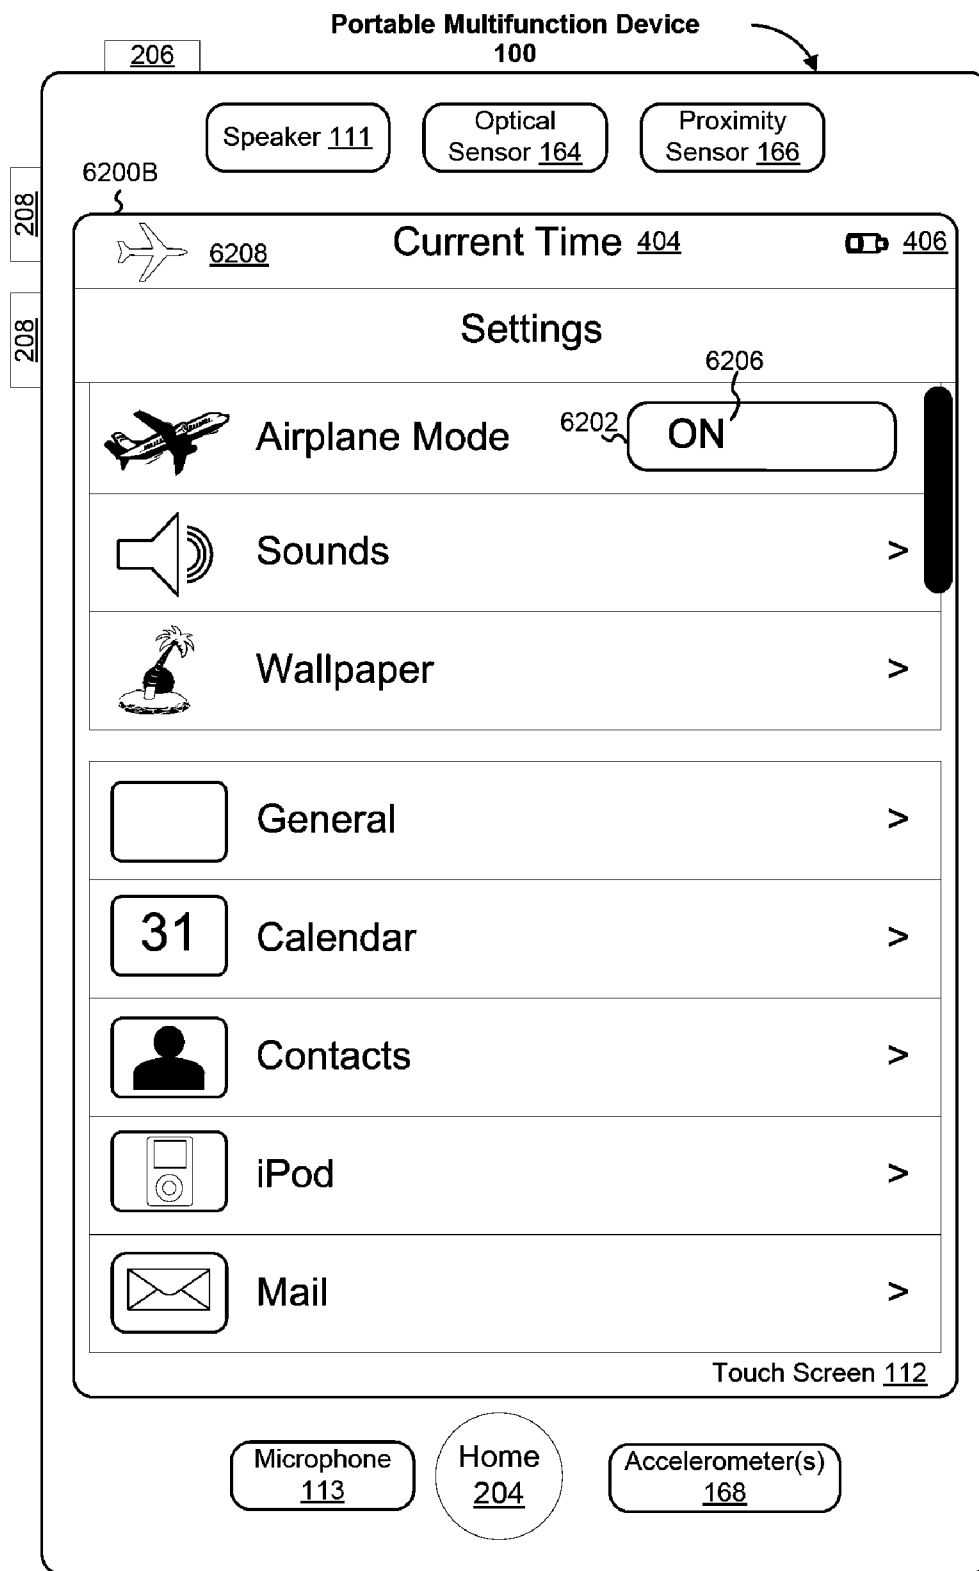 Portable Multifunction Device
100
206
Speaker 111
Optical
Sensor 164
Proximity
Sensor 166
6200B
208
208
6208
Current Time 404
406
Settings
Airplane Mode
6202
ON
6206
Sounds
>
Wallpaper
>
General
>
31
Calendar
>
Contacts
>
iPod
>
Mail
>
Touch Screen 112
Microphone
113
Home
204
Accelerometer(s)
168